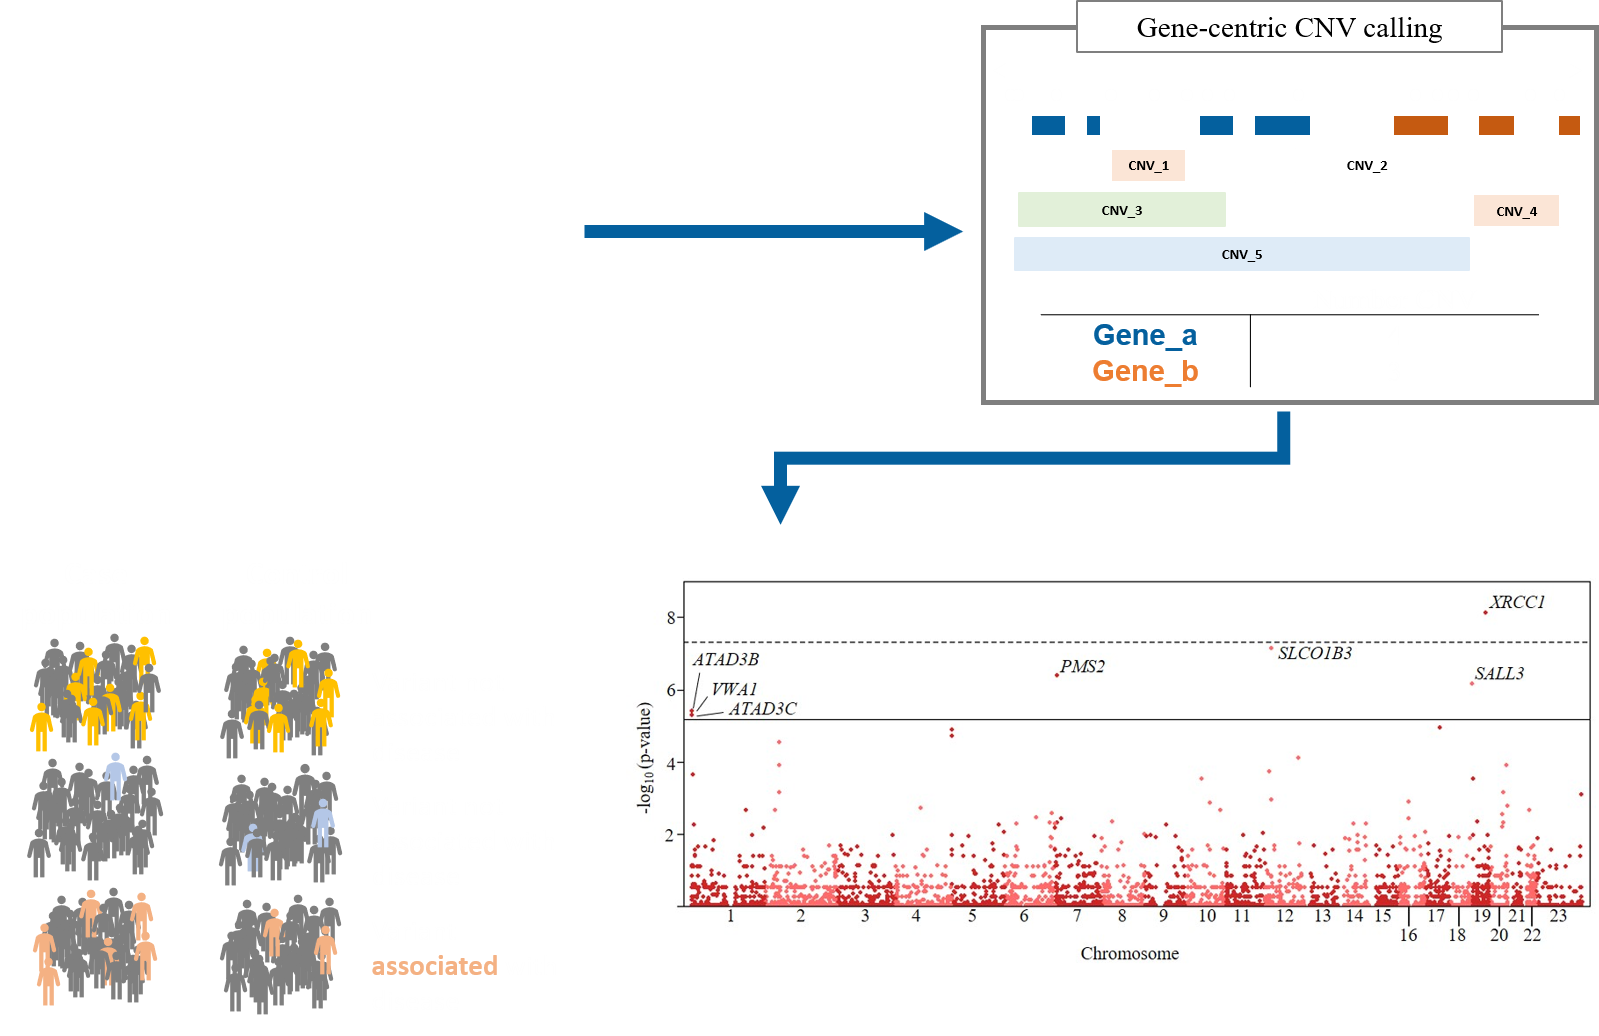 Gene-centric CNV calling
CNV_1
CNV_2
CNV_3
CNV_4
CNV_5
Gene_a
Gene_b
XRCC1
SLCO1B3
PMS2
SALL3
ATAD3B
VWA1
ATAD3C
8
6
4
2
-log10 (p-value)
1 2 3 4 5 6 7 8 9 10 11 12 13 14 15 17 19 21 23
16 18 20 22
Chromosome
associated